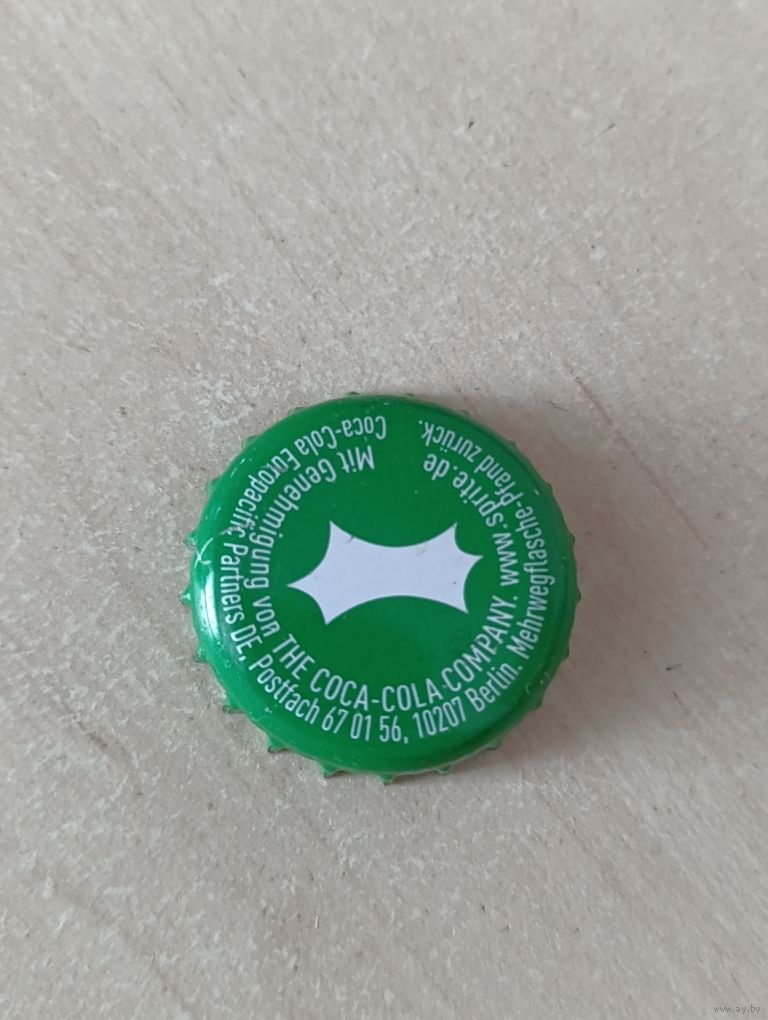 Coca-Cola Europacific Partners DE, Postfach 67 01 56, 10207 Berlin. Mehrwegflasche-Pfand zurück.
Mit Genehmigung von THE COCA-COLA COMPANY. www.sprite.de
www.ay.by